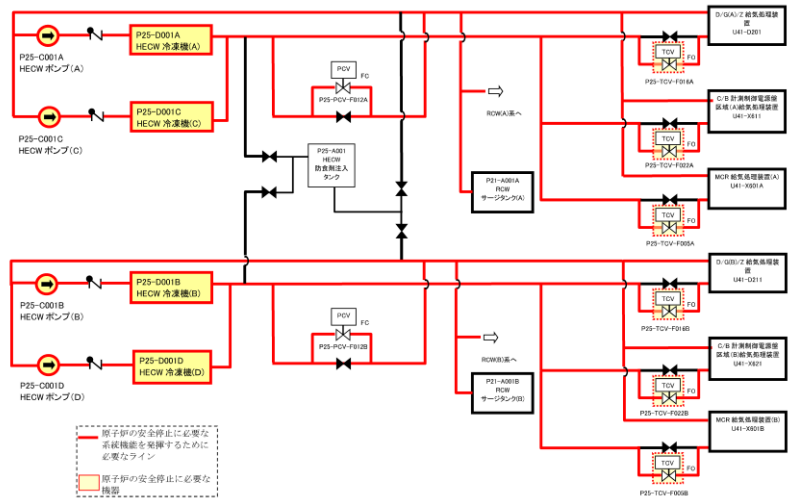 P25-C001A
HECW ポンプ(A)
P25-D001A
HECW 冷凍機(A)
P25-C001C
HECW ポンプ(C)
P25-D001C
HECW 冷凍機(C)
PCV
FC
P25-PCV-F012A
P25-A001
HECW
防食剤注入
タンク
RCW(A)系へ
P21-A001A
RCW
サージタンク(A)
D/G(A)/Z 給気処理装
置
U41-D201
TCV
FO
P25-TCV-F016A
C/B 計測制御電源盤
区域(A)給気処理装置
U41-X611
TCV
FO
P25-TCV-F022A
MCR 給気処理装置(A)
U41-X601A
TCV
FO
P25-TCV-F005A
P25-C001B
HECW ポンプ(B)
P25-D001B
HECW 冷凍機(B)
P25-C001D
HECW ポンプ(D)
P25-D001D
HECW 冷凍機(D)
PCV
FC
P25-PCV-F012B
RCW(B)系へ
P21-A001B
RCW
サージタンク(B)
D/G(B)/Z 給気処理装
置
U41-D211
TCV
FO
P25-TCV-F016B
C/B 計測制御電源盤
区域(B)給気処理装置
U41-X621
TCV
FO
P25-TCV-F022B
MCR 給気処理装置(B)
U41-X601B
TCV
FO
P25-TCV-F005B
原子炉の安全停止に必要な
系統機能を発揮するために
必要なライン
原子炉の安全停止に必要な
機器